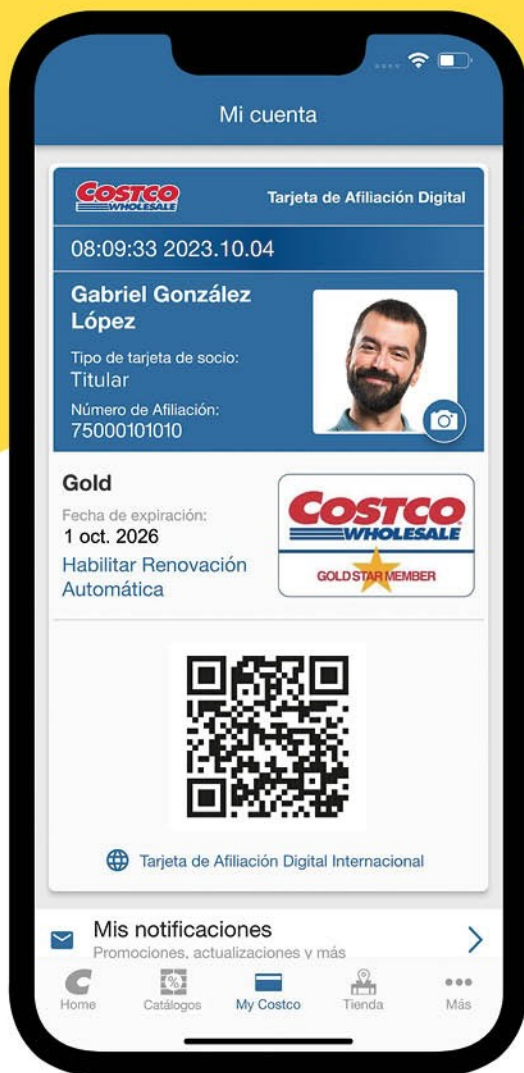 Mi cuenta
COSTCO
WHOLESALE
Tarjeta de Afiliación Digital
08:09:33 2023.10.04
Gabriel González
López
Tipo de tarjeta de socio:
Titular
Número de Afiliación:
75000101010
Gold
Fecha de expiración:
1 oct. 2026
Habilitar Renovación
Automática
COSTCO
WHOLESALE
GOLD STAR MEMBER
Tarjeta de Afiliación Digital Internacional
Mis notificaciones
Promociones, actualizaciones y más
Home
Catálogos
My Costco
Tienda
Más